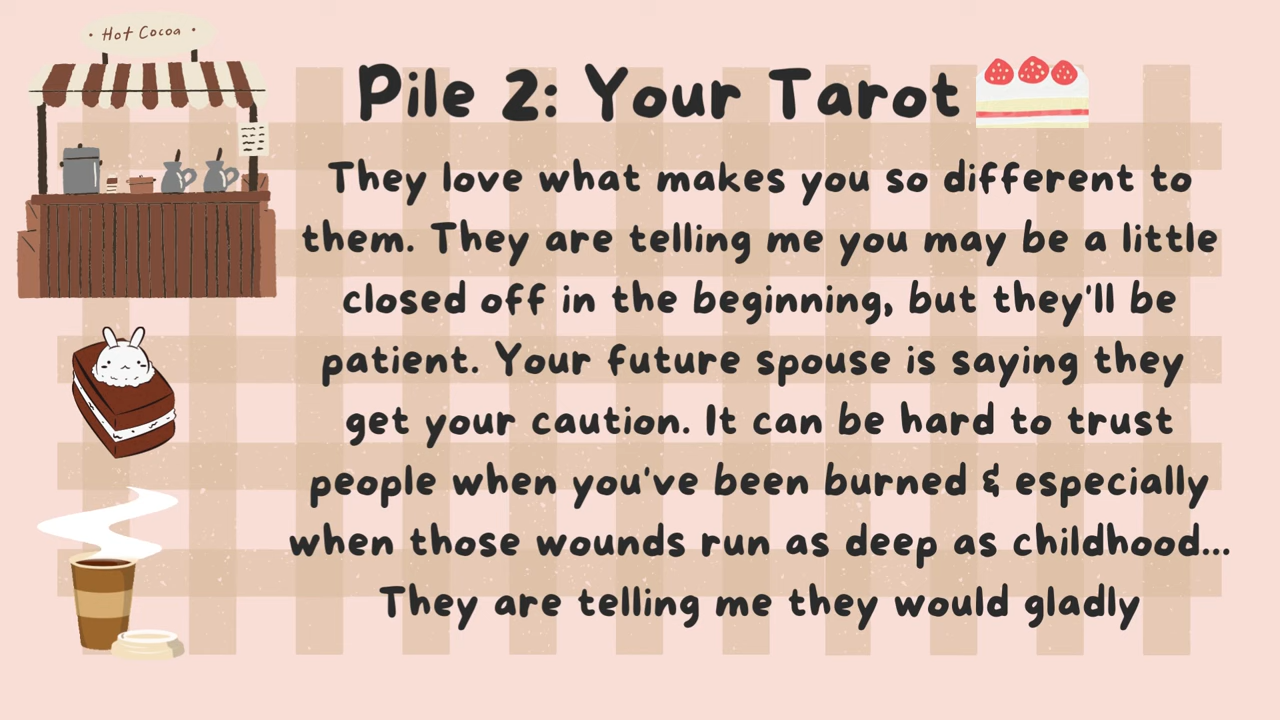 • Hot Cocoa •
Pile 2: Your Tarot
They love what makes you so different to
them. They are telling me you may be a little
closed off in the beginning, but they'll be
patient. Your future spouse is saying they
get your caution. It can be hard to trust
people when you've been burned & especially
when those wounds run as deep as childhood...
They are telling me they would gladly